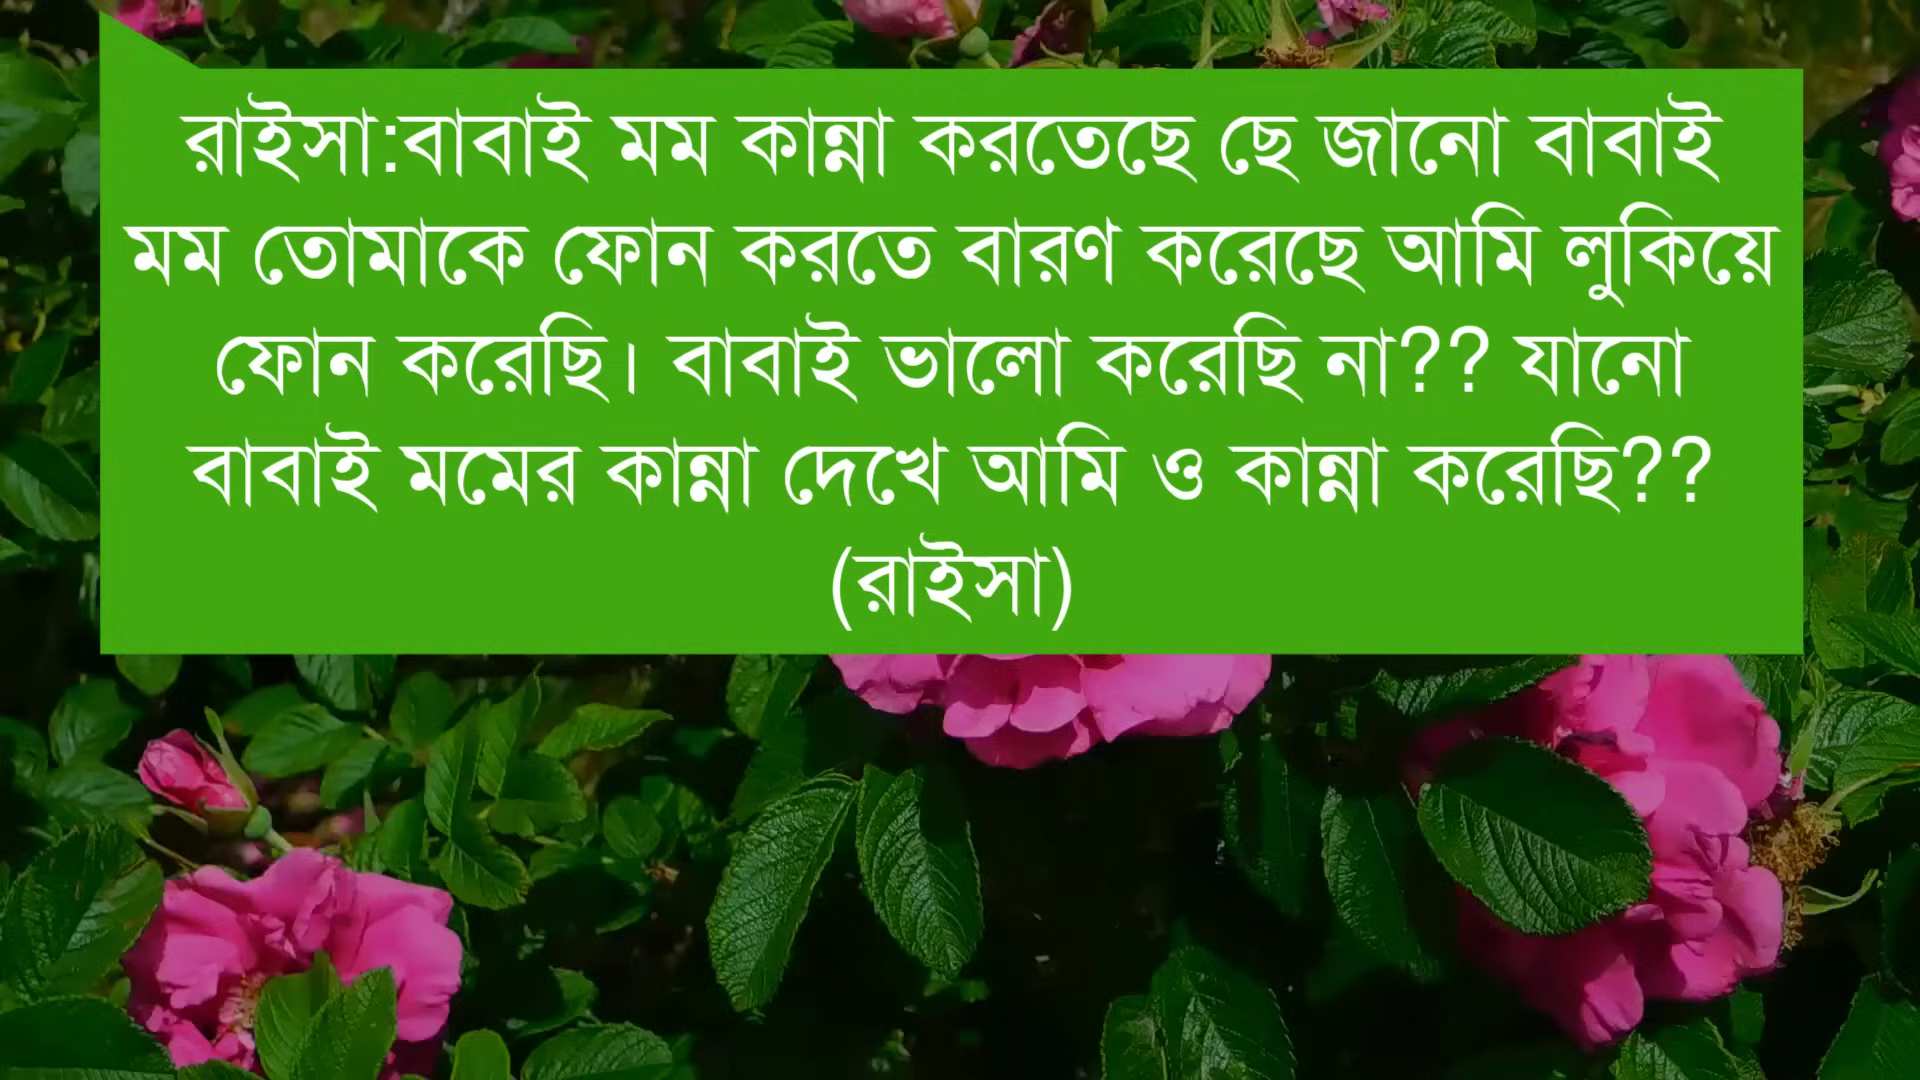 রাইসা:বাবাই মম কান্না করতেছে ছে জানো বাবাই
মম তোমাকে ফোন করতে বারণ করেছে আমি লুকিয়ে
ফোন করেছি। বাবাই ভালো করেছি না?? যানো
বাবাই মমের কান্না দেখে আমি ও কান্না করেছি??
(রাইসা)